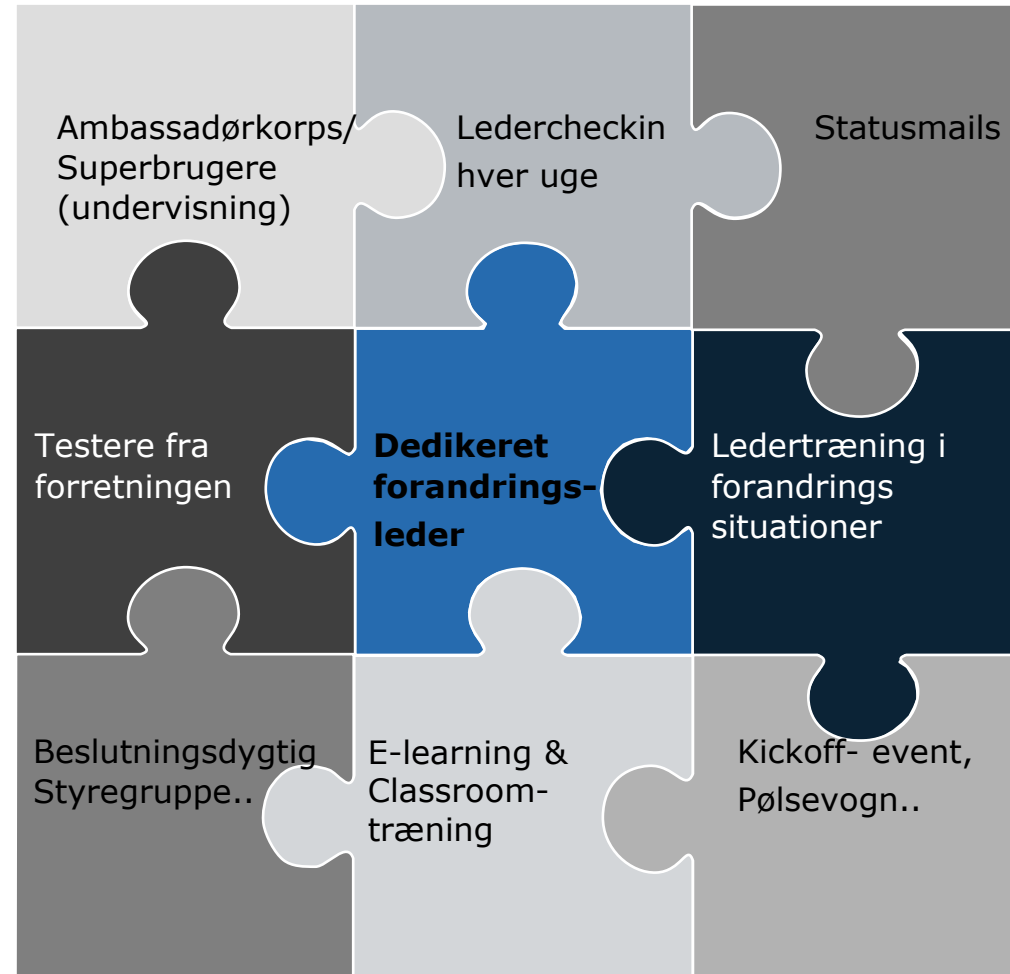 Ambassadørkorps/
Superbrugere
(undervisning)
Ledercheckin
hver uge
Statusmails
Testere fra
forretningen
Dedikeret
forandrings-
leder
Ledertræning i
forandrings
situationer
Beslutningsdygtig
Styregruppe..
E-learning &
Classroom-
træning
Kickoff- event,
Pølsevogn..